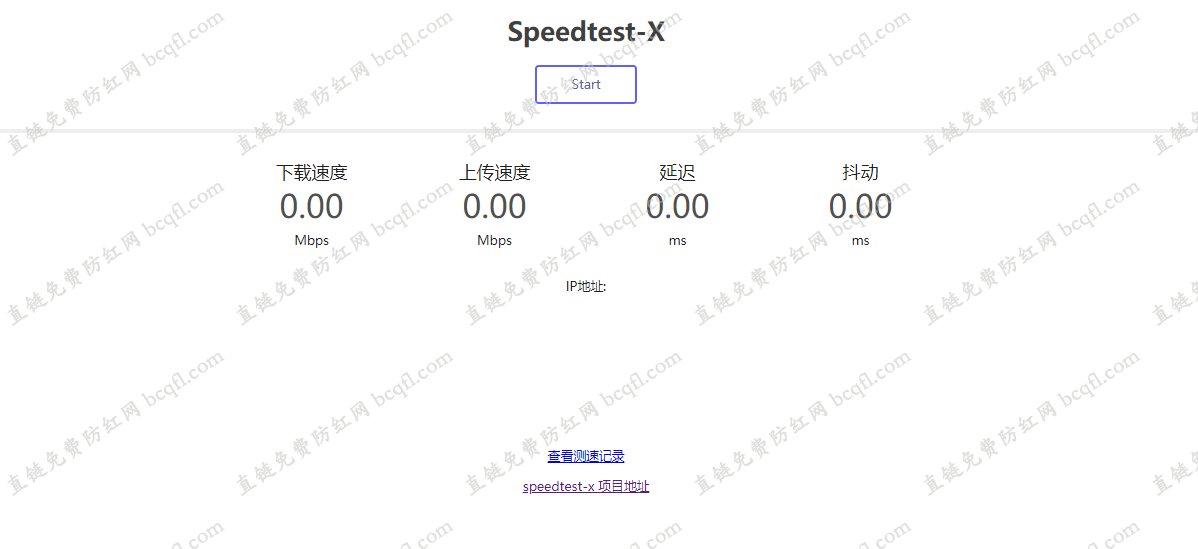 Speedtest-X
Start
下载速度 上传速度 延迟 抖动
0.00 0.00 0.00 0.00
Mbps Mbps ms ms
IP地址:
查看测速记录
speedtest-x 项目地址
直链免费防红网 bcqfl.com